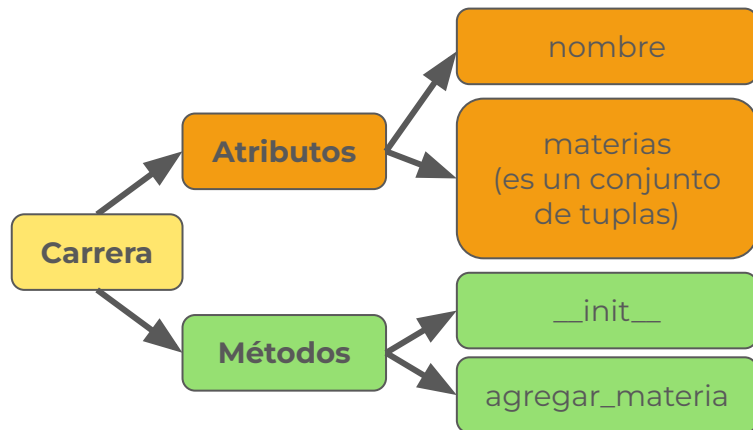 Carrera
Atributos
nombre
materias
(es un conjunto
de tuplas)
Métodos
__init__
agregar_materia